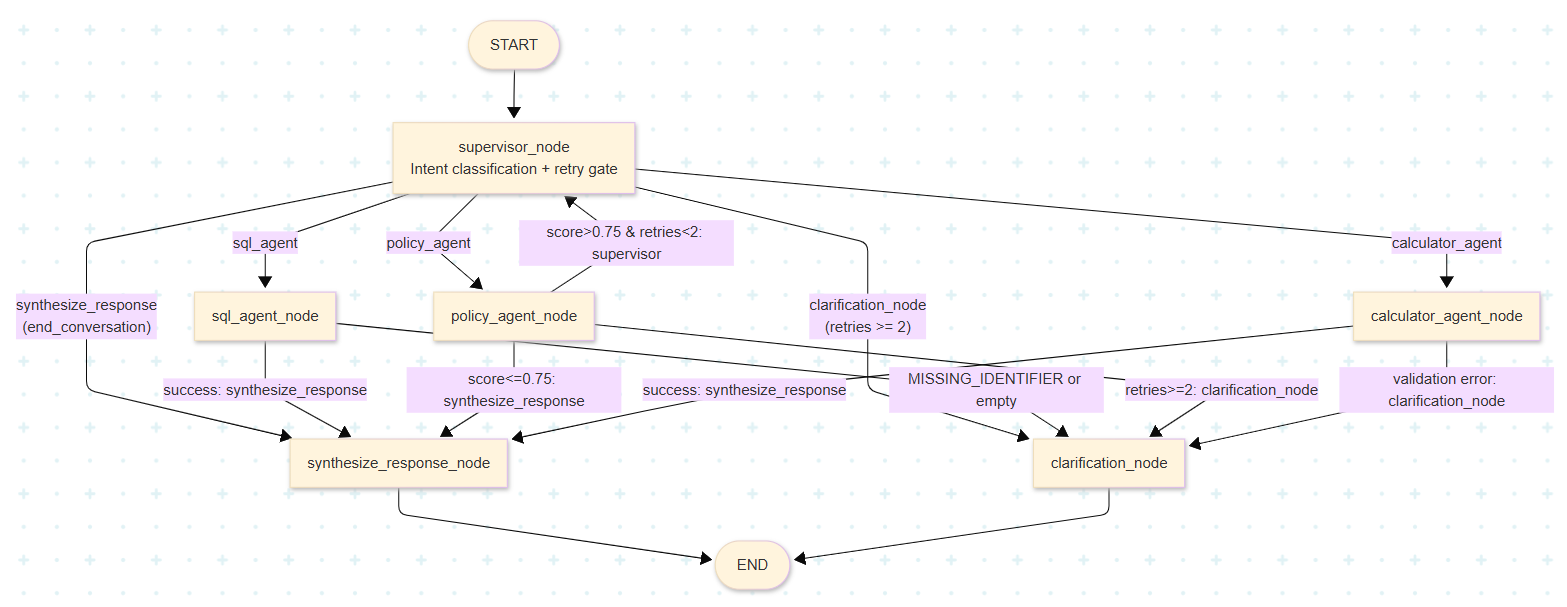 START
supervisor_node
Intent classification + retry gate
sql_agent
policy_agent
score>0.75 & retries<2:
supervisor
calculator_agent
synthesize_response
(end_conversation)
sql_agent_node
policy_agent_node
clarification_node
(retries >= 2)
calculator_agent_node
success: synthesize_response
score<=0.75:
synthesize_response
success: synthesize_response
MISSING_IDENTIFIER or
empty
retries>=2: clarification_node
validation error:
clarification_node
synthesize_response_node
clarification_node
END